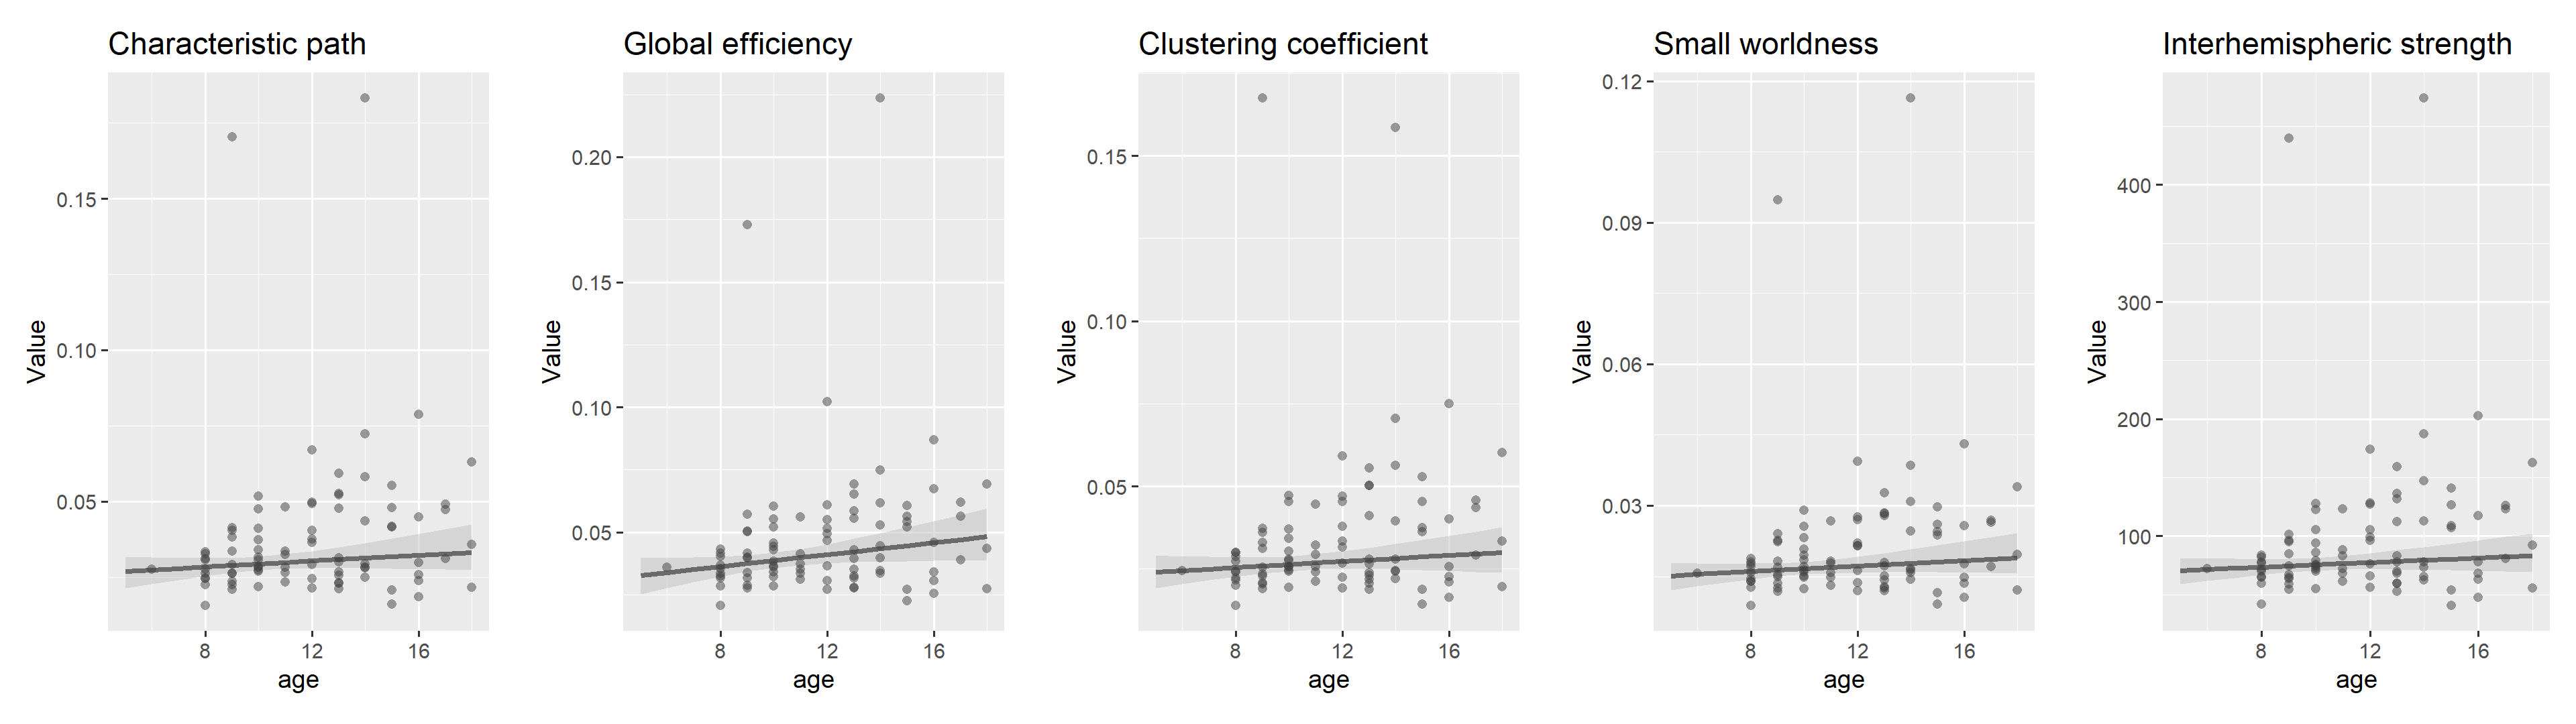 Characteristic path
Value
0.15
0.10
0.05
8 12 16
age
Global efficiency
Value
0.20
0.15
0.10
0.05
8 12 16
age
Clustering coefficient
Value
0.15
0.10
0.05
8 12 16
age
Small worldness
Value
0.12
0.09
0.06
0.03
8 12 16
age
Interhemispheric strength
Value
400
300
200
100
8 12 16
age